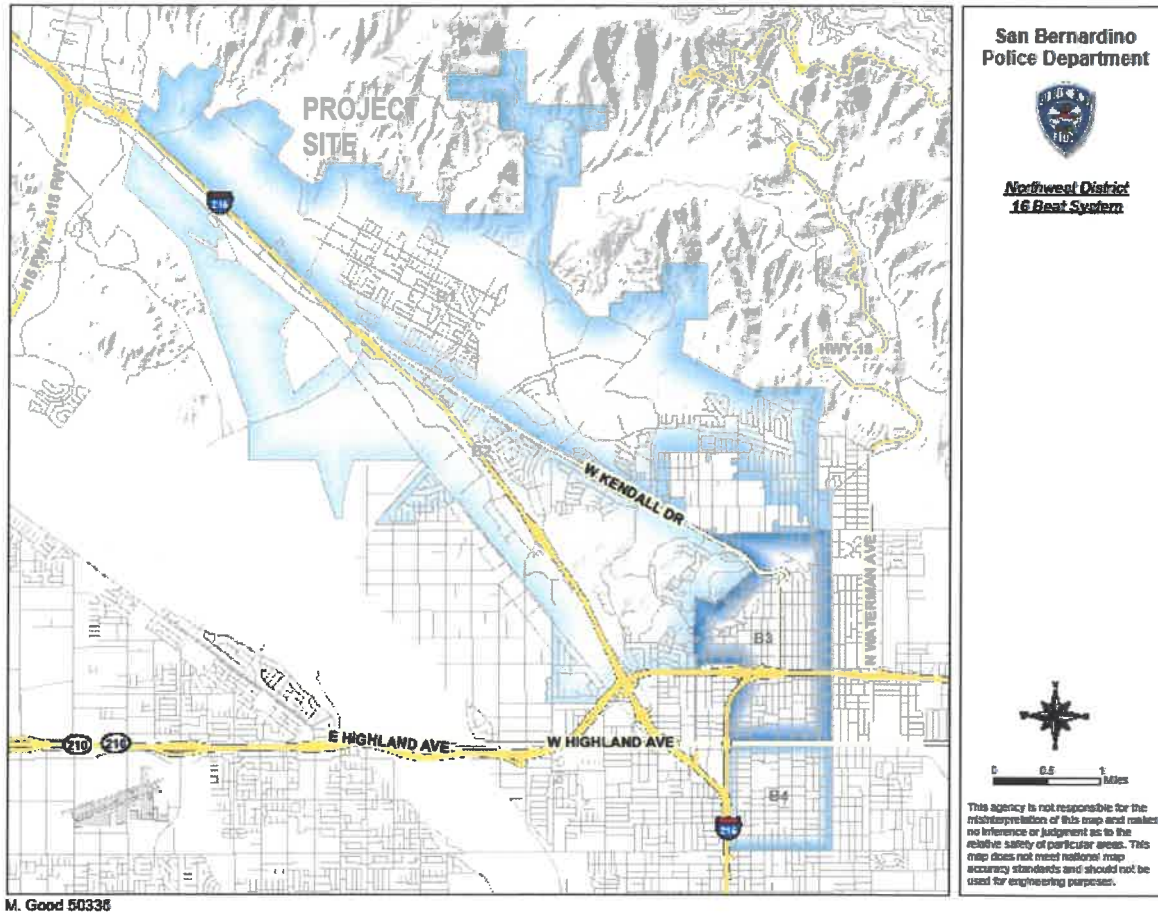 PROJECT
SITE
215
B1
HWY 18
B2
W KENDALL DR
N WATERMAN AVE
B3
210
210
E HIGHLAND AVE
W HIGHLAND AVE
B4
215
San Bernardino
Police Department
Northwest District
16 Beat System
0 0.5 1
Miles
This agency is not responsible for the
misinterpretation of this map and makes
no inference or judgment as to the
relative safety of particular areas. This
map does not meet national map
accuracy standards and should not be
used for engineering purposes.
M. Good 50336